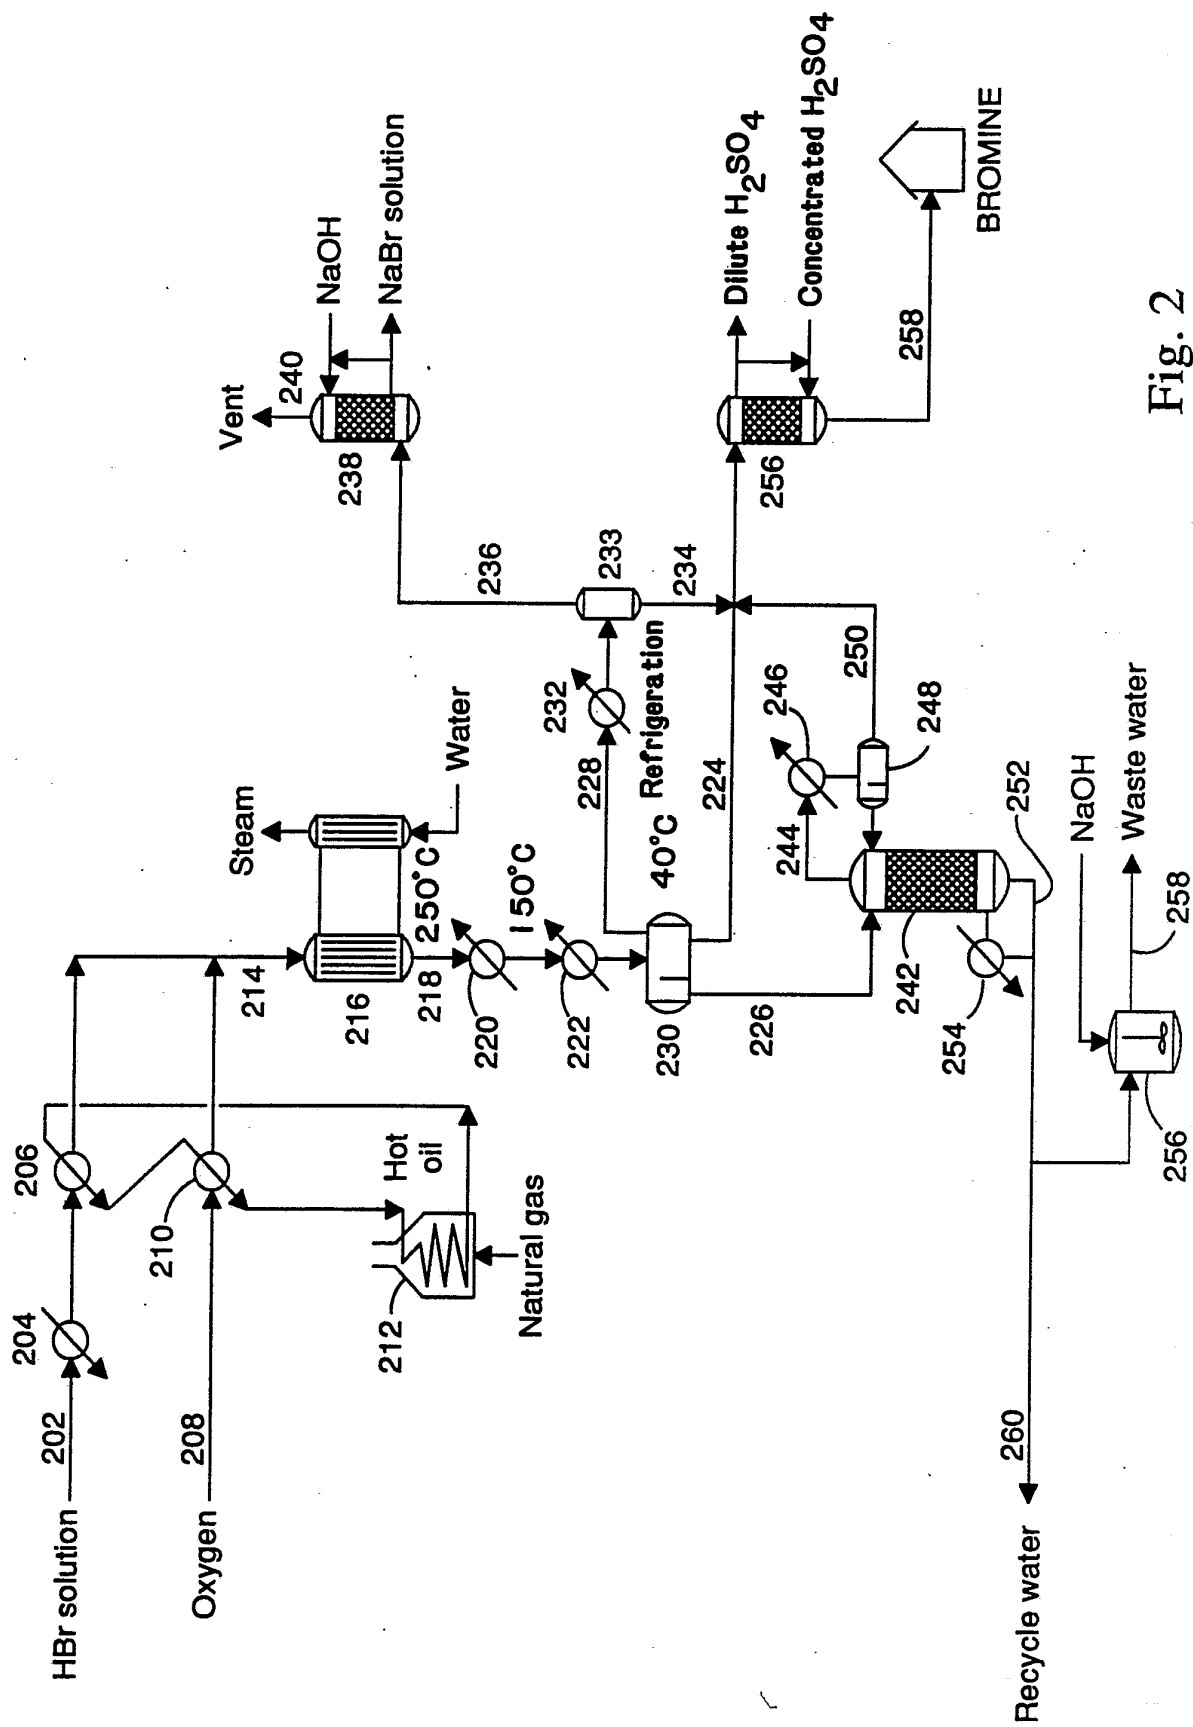 HBr solution
202
204
206
Oxygen
208
210
212
Hot
oil
Natural gas
214
216
218
Steam
Water
250°C
220
150°C
222
230
40°C
228
232
Refrigeration
233
236
234
224
226
Vent
240
238
NaOH
NaBr solution
Dilute H2SO4
Concentrated H2SO4
256
258
BROMINE
242
244
246
248
250
252
254
NaOH
Waste water
258
256
260
Recycle water
Fig. 2